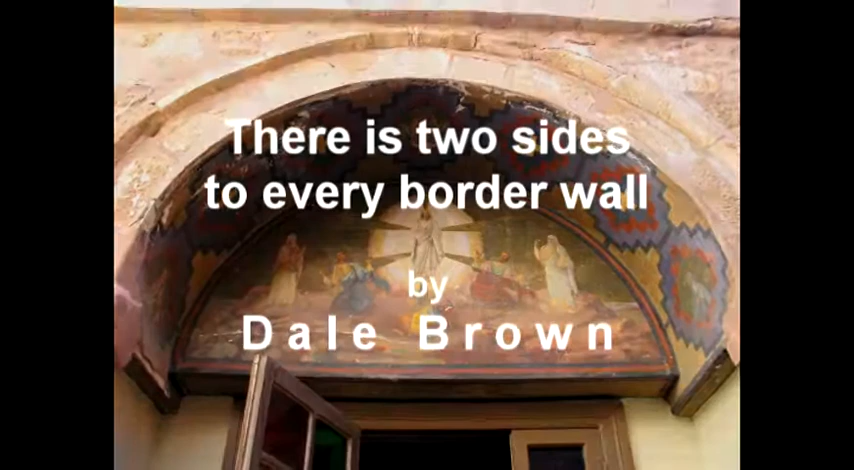 There is two sides
to every border wall
by
Dale Brown